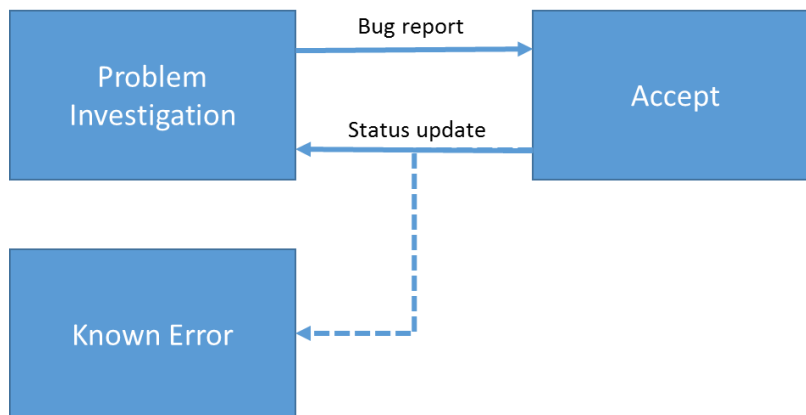 Bug report
Problem
Investigation
Accept
Status update
Known Error